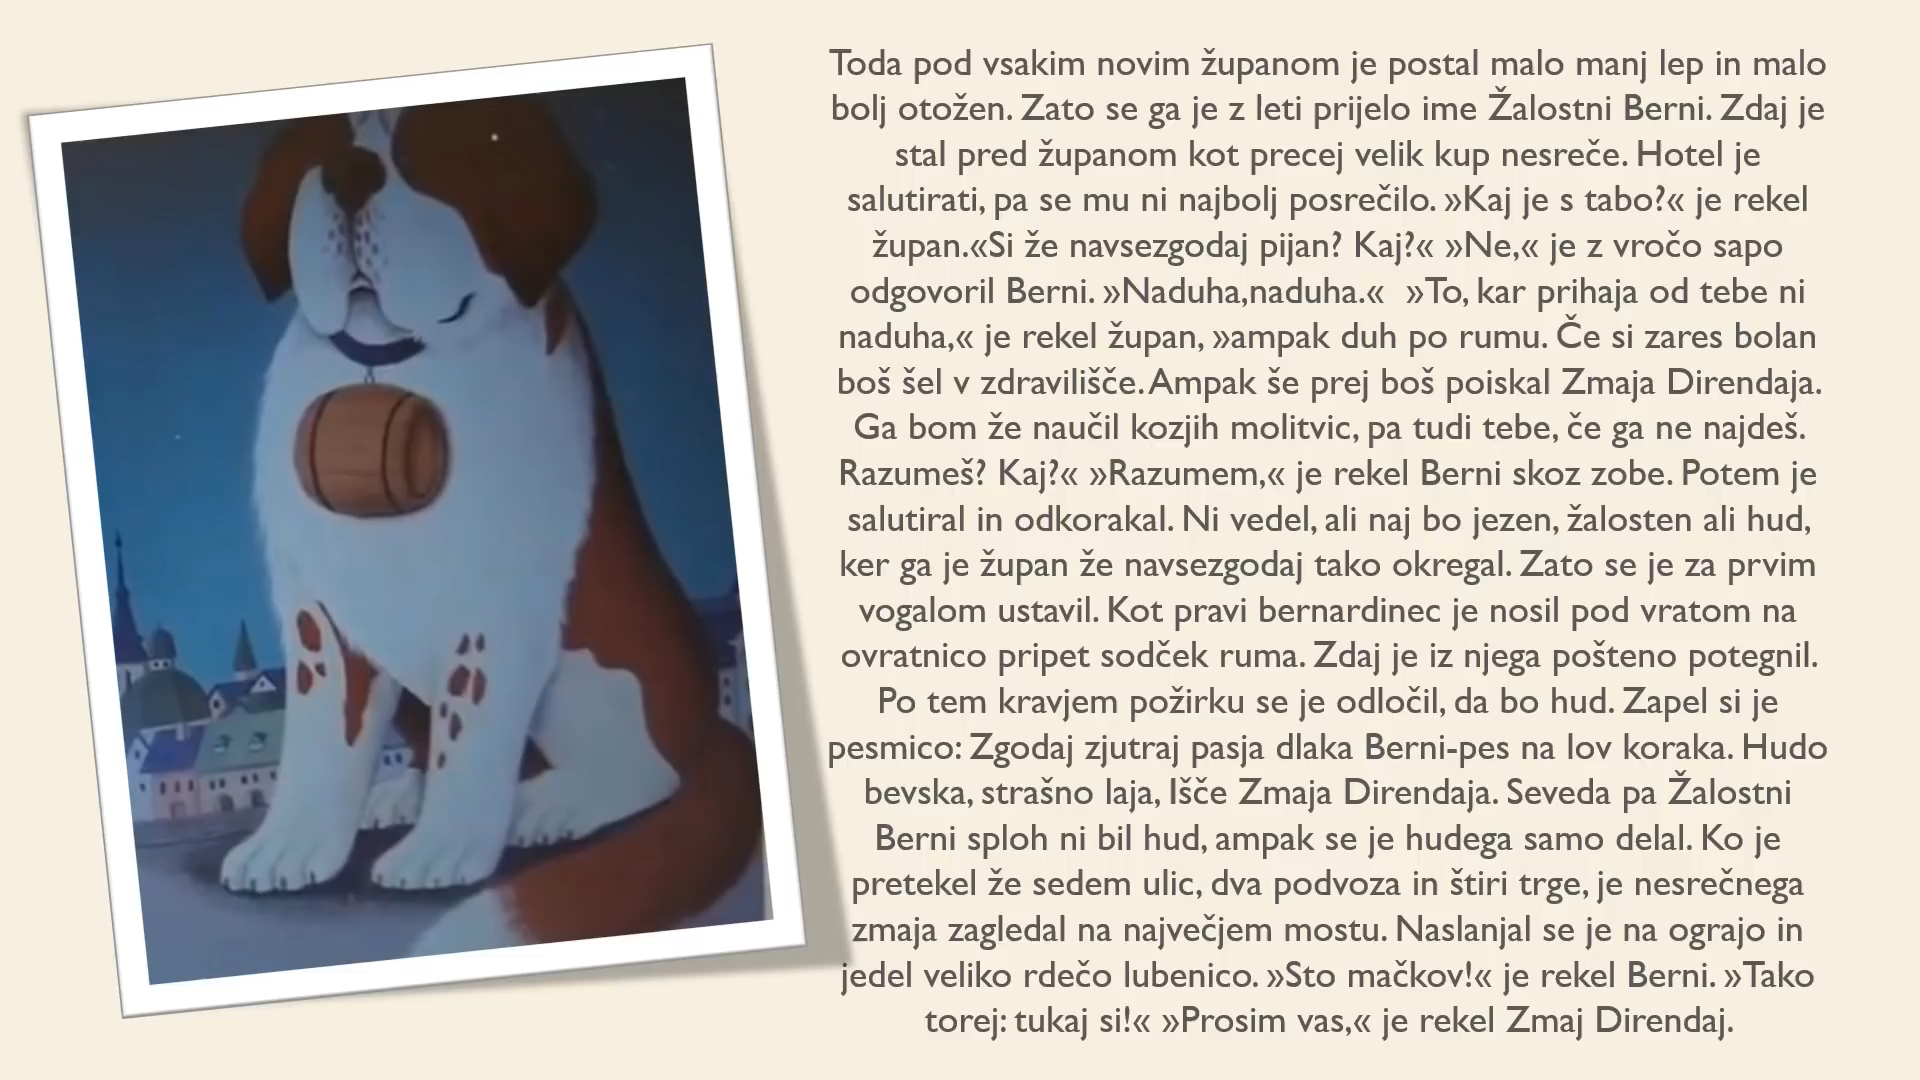 Toda pod vsakim novim županom je postal malo manj lep in malo
bolj otožen. Zato se ga je z leti prijelo ime Žalostni Berni. Zdaj je
stal pred županom kot precej velik kup nesreče. Hotel je
salutirati, pa se mu ni najbolj posrečilo. »Kaj je s tabo?« je rekel
župan.«Si že navsezgodaj pijan? Kaj?« »Ne,« je z vročo sapo
odgovoril Berni. »Naduha,naduha.«  »To, kar prihaja od tebe ni
naduha,« je rekel župan, »ampak duh po rumu. Če si zares bolan
boš šel v zdravilišče. Ampak še prej boš poiskal Zmaja Direndaja.
Ga bom že naučil kozjih molitvic, pa tudi tebe, če ga ne najdeš.
Razumeš? Kaj?« »Razumem,« je rekel Berni skoz zobe. Potem je
salutiral in odkorakal. Ni vedel, ali naj bo jezen, žalosten ali hud,
ker ga je župan že navsezgodaj tako okregal. Zato se je za prvim
vogalom ustavil. Kot pravi bernardinec je nosil pod vratom na
ovratnico pripet sodček ruma. Zdaj je iz njega pošteno potegnil.
Po tem kravjem požirku se je odločil, da bo hud. Zapel si je
pesmico: Zgodaj zjutraj pasja dlaka Berni-pes na lov koraka. Hudo
bevska, strašno laja, Išče Zmaja Direndaja. Seveda pa Žalostni
Berni sploh ni bil hud, ampak se je hudega samo delal. Ko je
pretekel že sedem ulic, dva podvoza in štiri trge, je nesrečnega
zmaja zagledal na največjem mostu. Naslanjal se je na ograjo in
jedel veliko rdečo lubenico. »Sto mačkov!« je rekel Berni. »Tako
torej: tukaj si!« »Prosim vas,« je rekel Zmaj Direndaj.